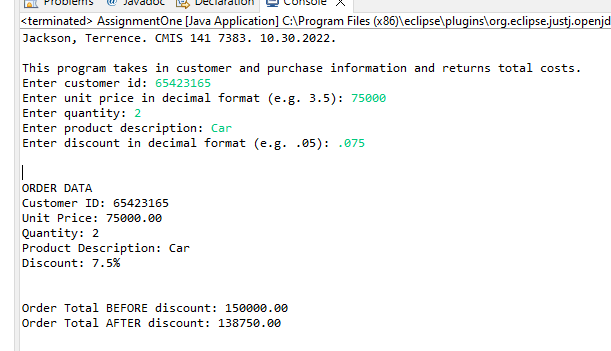 Problems @ Javadoc Declaration Console X
<terminated> AssignmentOne [Java Application] C:\Program Files (x86)\eclipse\plugins\org.eclipse.justj.openjd
Jackson, Terrence. CMIS 141 7383. 10.30.2022.
This program takes in customer and purchase information and returns total costs.
Enter customer id: 65423165
Enter unit price in decimal format (e.g. 3.5): 75000
Enter quantity: 2
Enter product description: Car
Enter discount in decimal format (e.g. .05): .075
ORDER DATA
Customer ID: 65423165
Unit Price: 75000.00
Quantity: 2
Product Description: Car
Discount: 7.5%
Order Total BEFORE discount: 150000.00
Order Total AFTER discount: 138750.00